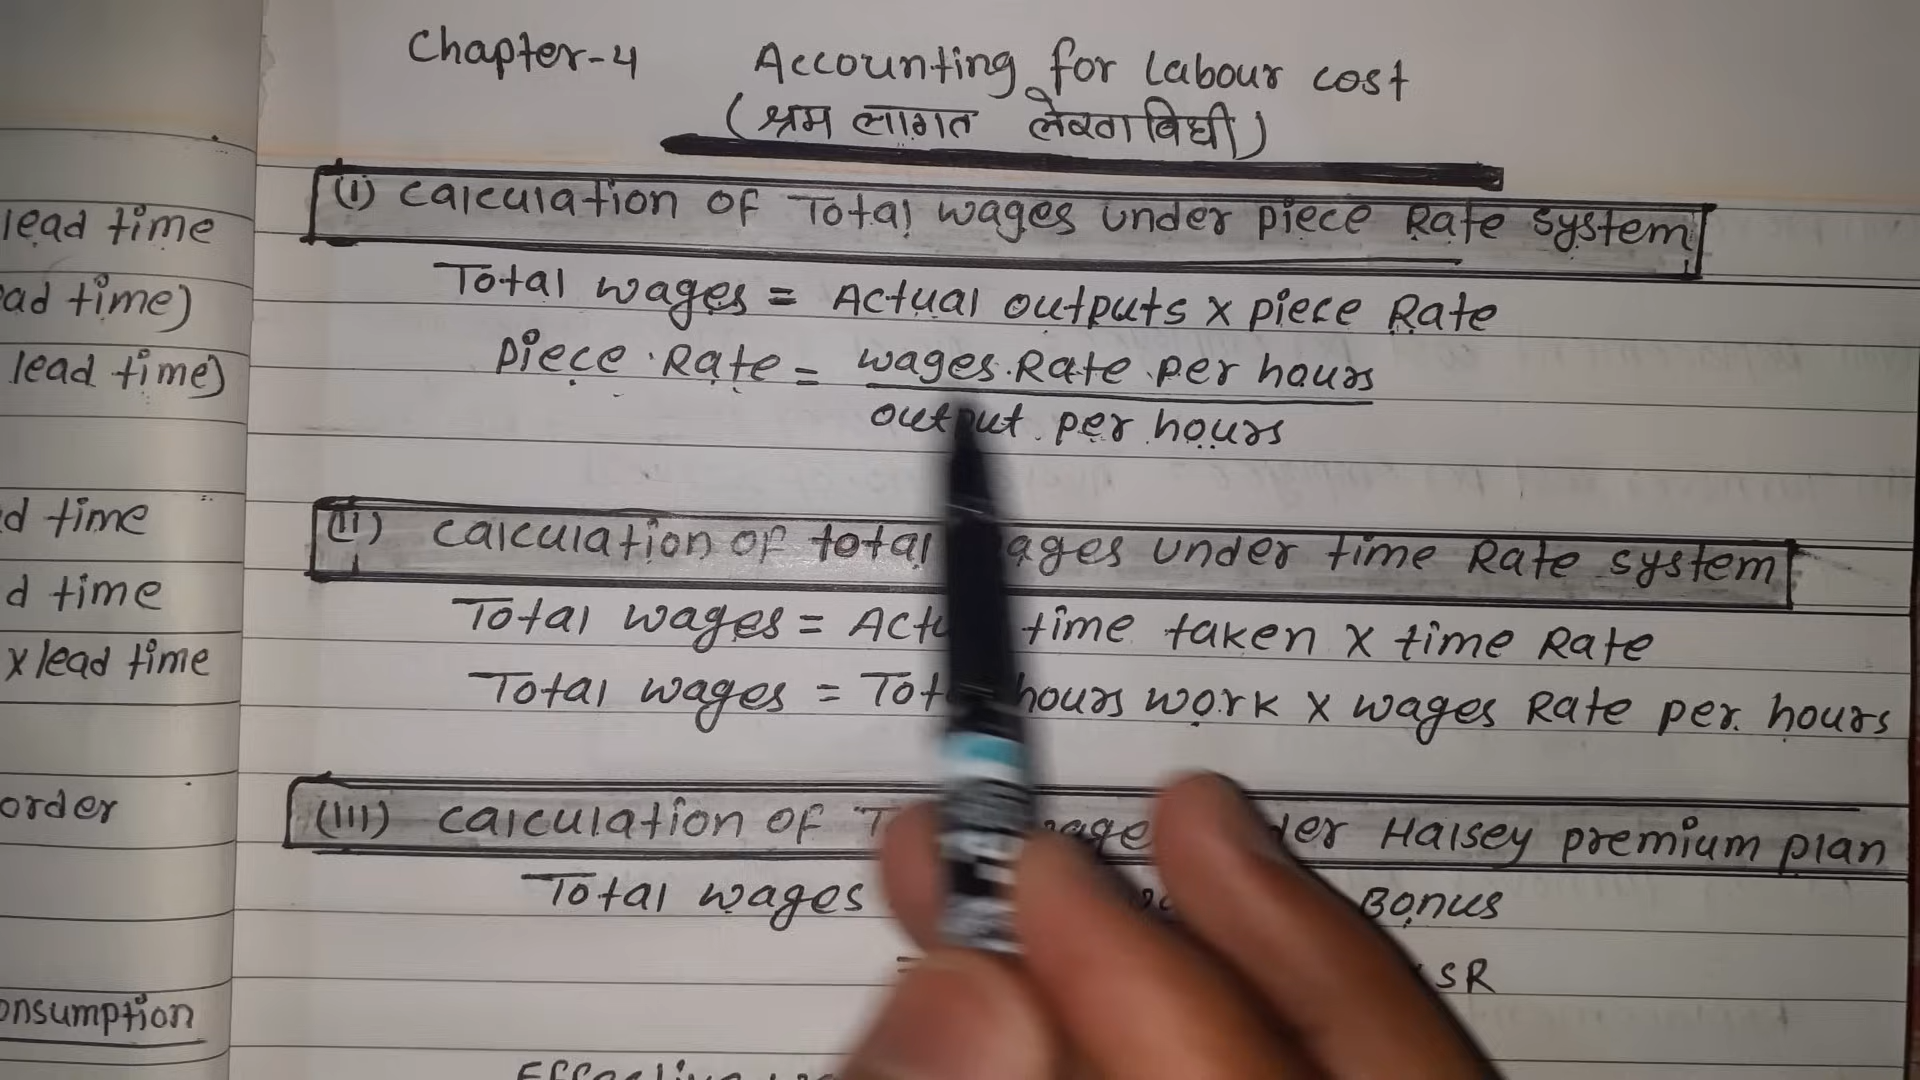 lead time
ad time)
lead time)
d time
d time
x lead time
order
onsumption
Chapter-4 Accounting for Labour cost
(श्रम लागत लेखाविधी)
(I) calculation of Total wages under piece Rate system
Total wages = Actual outputs x piece Rate
piece Rate = wages Rate per hours
output per hours
(II) calculation of total ages under time Rate system
Total wages = time taken x time Rate
Total wages = hours work x wages Rate per hours
(III) calculation of Halsey premium plan
Total wages Bonus
= SR